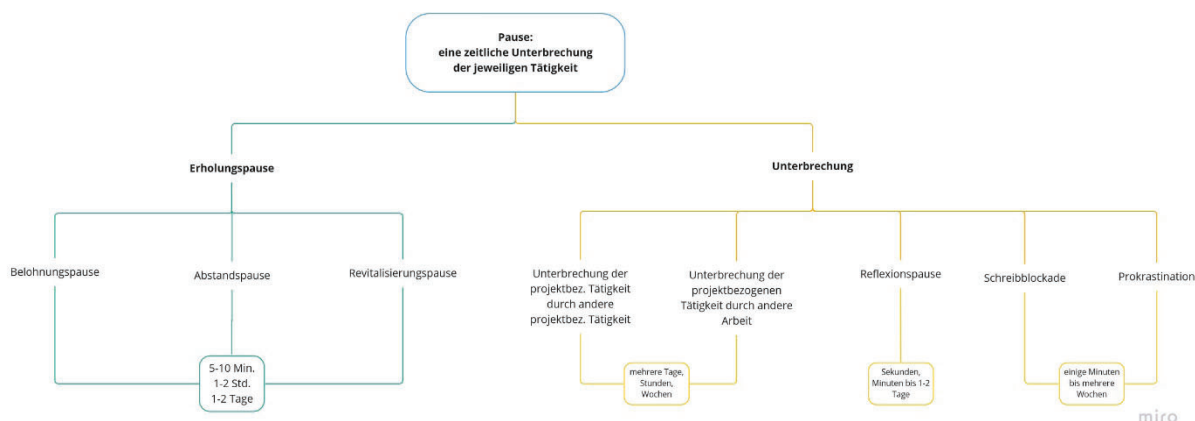 Pause:
eine zeitliche Unterbrechung
der jeweiligen Tätigkeit
Erholungspause
Unterbrechung
Belohnungspause
Abstandspause
Revitalisierungspause
Unterbrechung der
projektbez. Tätigkeit
durch andere
projektbez. Tätigkeit
Unterbrechung der
projektbezogenen
Tätigkeit durch andere
Arbeit
Reflexionspause
Schreibblockade
Prokrastination
5-10 Min.
1-2 Std.
1-2 Tage
mehrere Tage,
Stunden,
Wochen
Sekunden,
Minuten bis 1-2
Tage
einige Minuten
bis mehrere
Wochen
miro